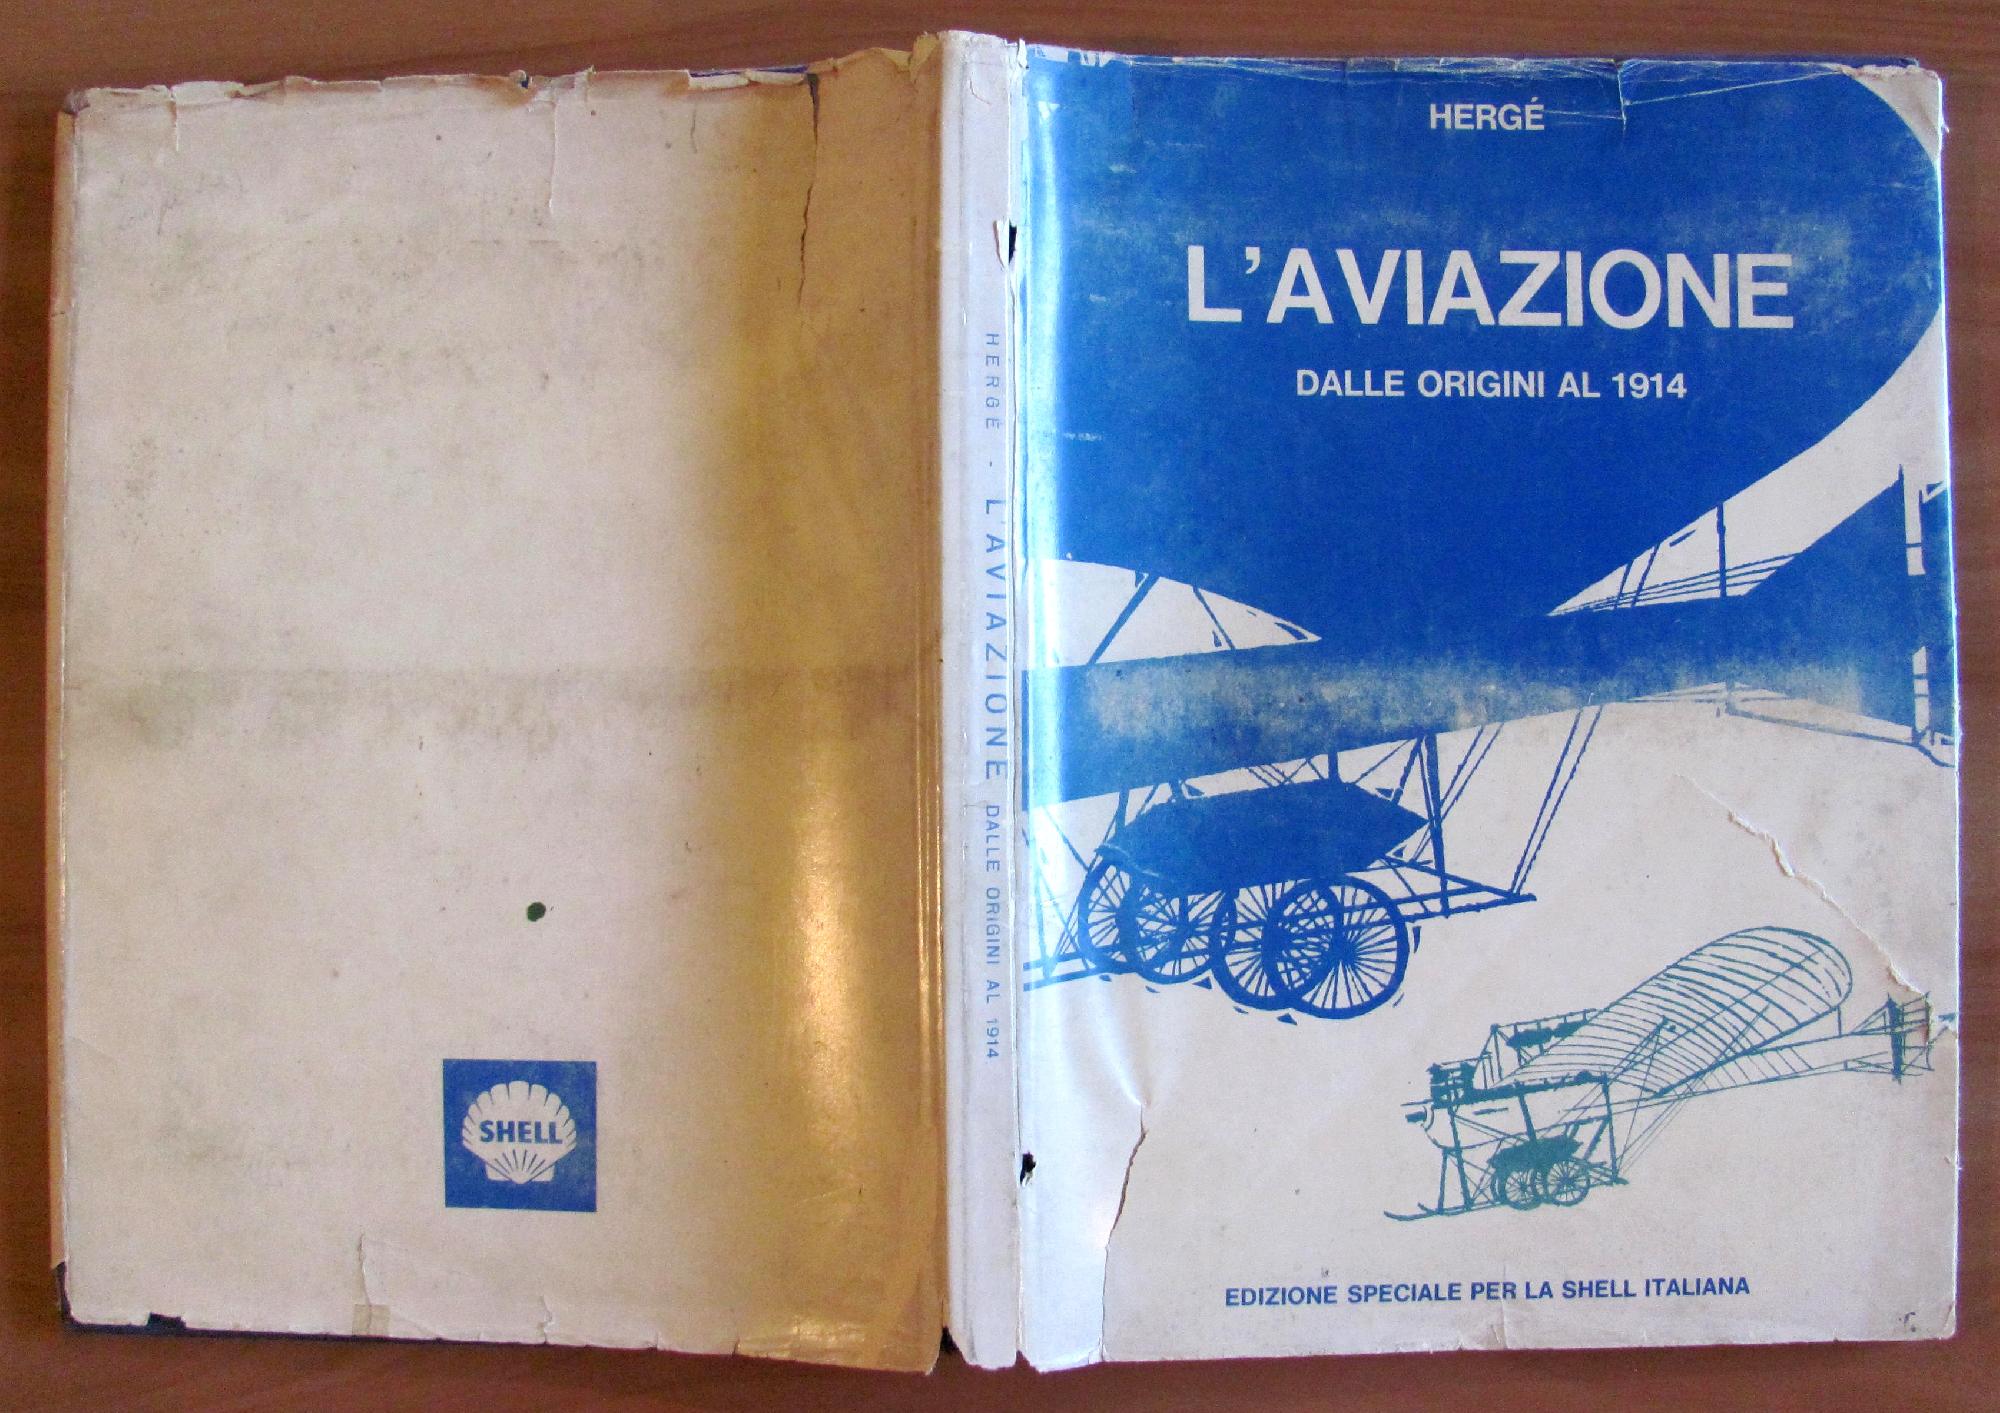 SHELL
HERGÉ - L'AVIAZIONE DALLE ORIGINI AL 1914
HERGÉ
L'AVIAZIONE
DALLE ORIGINI AL 1914
EDIZIONE SPECIALE PER LA SHELL ITALIANA